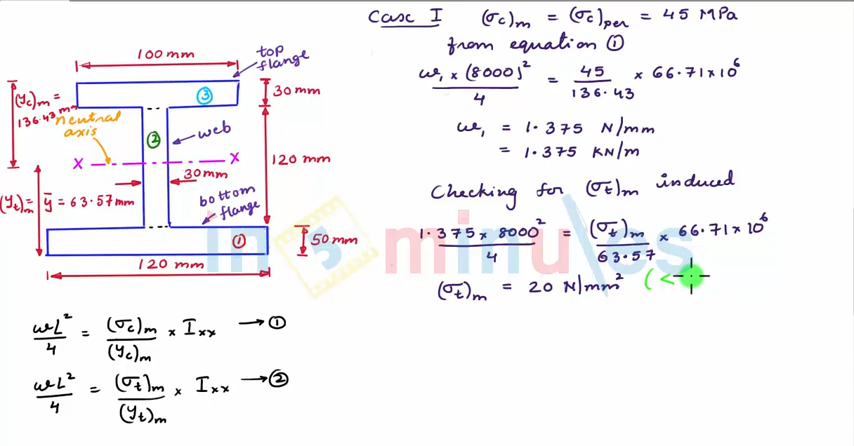 Case I (σc)m = (σc)per = 45 MPa
from equation ①
w1 × (8000)² / 4 = 45 / 136.43 × 66.71 × 10⁶
w1 = 1.375 N/mm
= 1.375 KN/m
Checking for (σt)m induced
1.375 × 8000² / 4 = (σt)m / 63.57 × 66.71 × 10⁶
(σt)m = 20 N/mm² (<
100 mm
top flange
(yc)m = 136.43 mm
③
30 mm
neutral axis
②
web
X
X
120 mm
30 mm
(yt)m
ȳ = 63.57 mm
bottom flange
①
50 mm
120 mm
wL² / 4 = (σc)m / (yc)m × Ixx → ①
wL² / 4 = (σt)m / (yt)m × Ixx → ②
in minutes